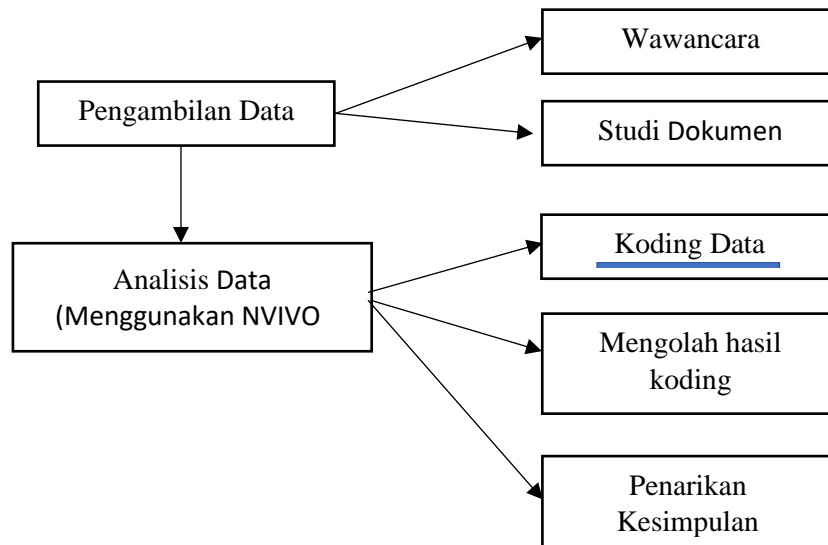 Wawancara
Pengambilan Data
Studi Dokumen
Koding Data
Analisis Data
(Menggunakan NVIVO
Mengolah hasil
koding
Penarikan
Kesimpulan